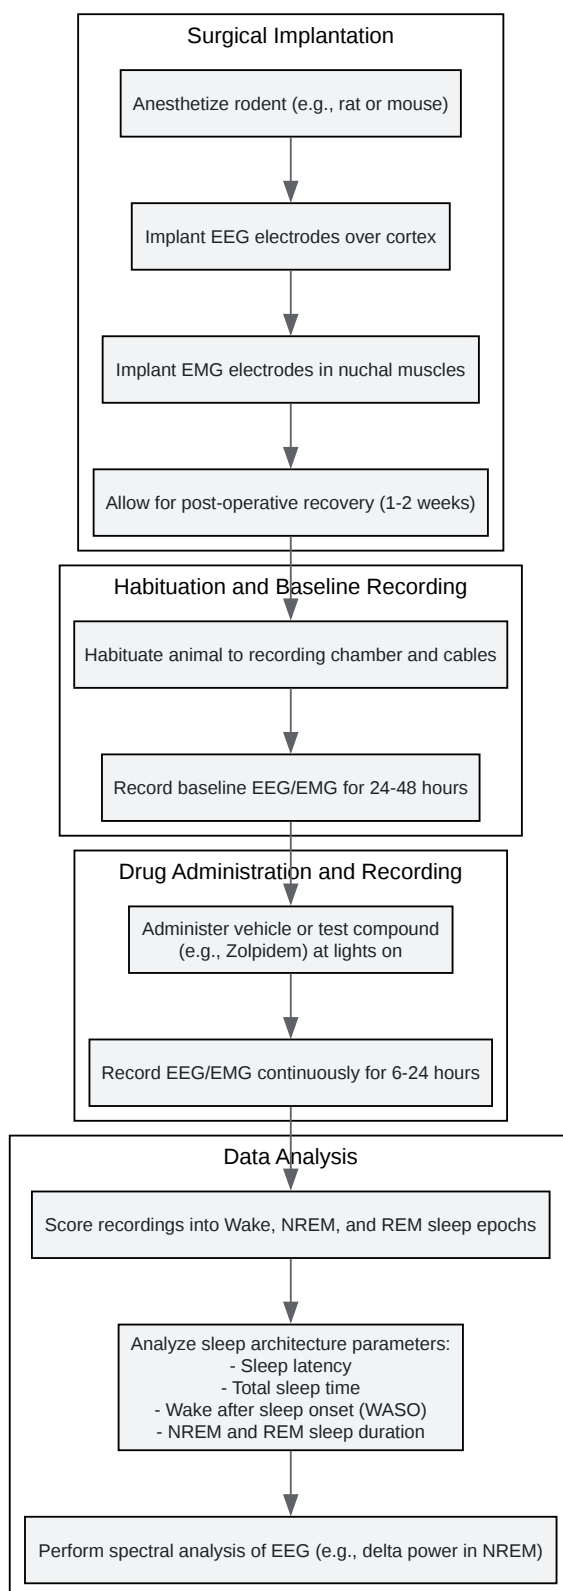 Surgical Implantation
Anesthetize rodent (e.g., rat or mouse)
Implant EEG electrodes over cortex
Implant EMG electrodes in nuchal muscles
Allow for post-operative recovery (1-2 weeks)
Habituation and Baseline Recording
Habituate animal to recording chamber and cables
Record baseline EEG/EMG for 24-48 hours
Drug Administration and Recording
Administer vehicle or test compound
(e.g., Zolpidem) at lights on
Record EEG/EMG continuously for 6-24 hours
Data Analysis
Score recordings into Wake, NREM, and REM sleep epochs
Analyze sleep architecture parameters:
- Sleep latency
- Total sleep time
- Wake after sleep onset (WASO)
- NREM and REM sleep duration
Perform spectral analysis of EEG (e.g., delta power in NREM)